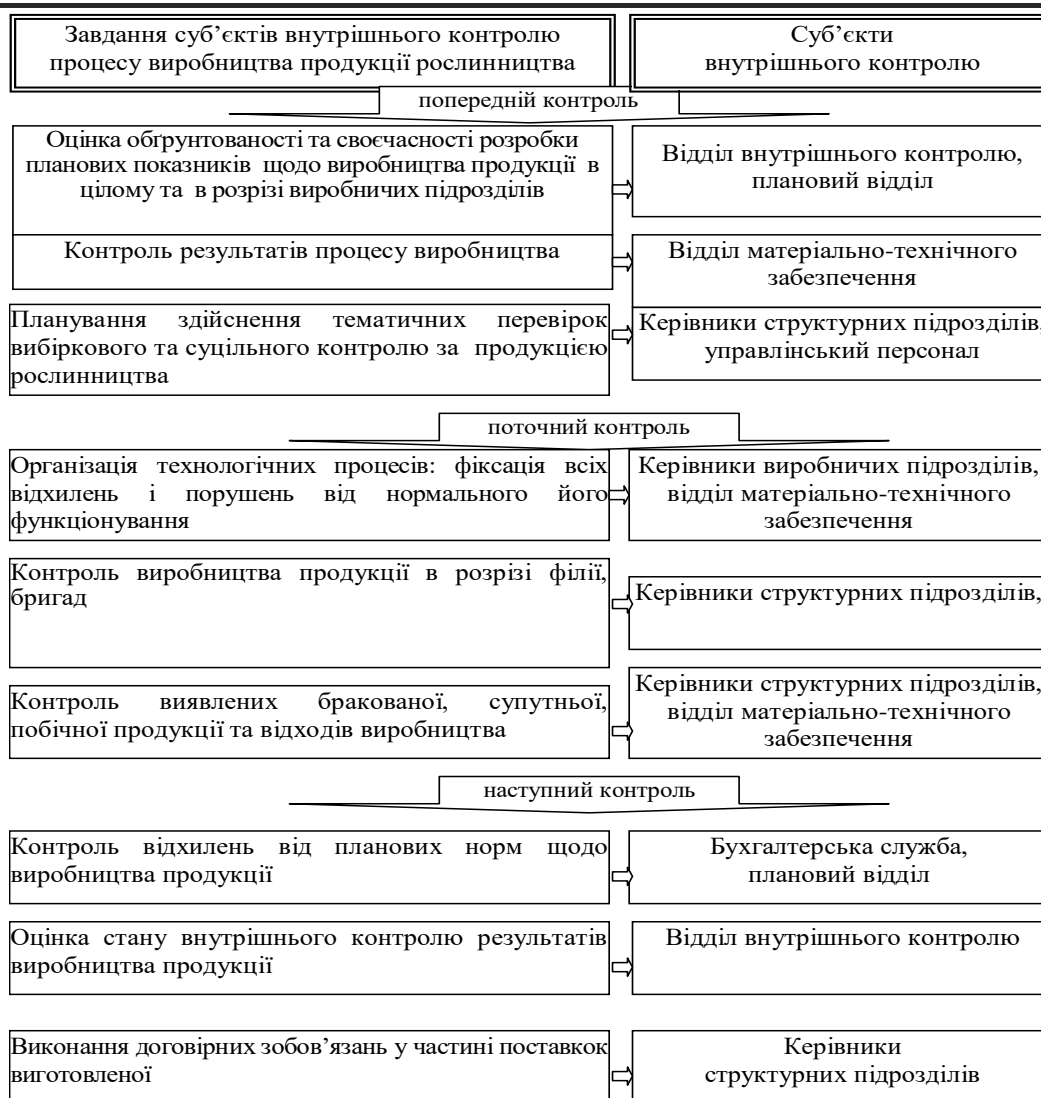 Завдання суб’єктів внутрішнього контролю
процесу виробництва продукції рослинництва
Суб’єкти
внутрішнього контролю
попередній контроль
Оцінка обґрунтованості та своєчасності розробки
планових показників щодо виробництва продукції в
цілому та в розрізі виробничих підрозділів
Відділ внутрішнього контролю,
плановий відділ
Контроль результатів процесу виробництва
Відділ матеріально-технічного
забезпечення
Планування здійснення тематичних перевірок
вибіркового та суцільного контролю за продукцією
рослинництва
Керівники структурних підрозділів,
управлінський персонал
поточний контроль
Організація технологічних процесів: фіксація всіх
відхилень і порушень від нормального його
функціонування
Керівники виробничих підрозділів,
відділ матеріально-технічного
забезпечення
Контроль виробництва продукції в розрізі філії,
бригад
Керівники структурних підрозділів,
Контроль виявлених бракованої, супутньої,
побічної продукції та відходів виробництва
Керівники структурних підрозділів,
відділ матеріально-технічного
забезпечення
наступний контроль
Контроль відхилень від планових норм щодо
виробництва продукції
Бухгалтерська служба,
плановий відділ
Оцінка стану внутрішнього контролю результатів
виробництва продукції
Відділ внутрішнього контролю
Виконання договірних зобов’язань у частині поставкок
виготовленої
Керівники
структурних підрозділів